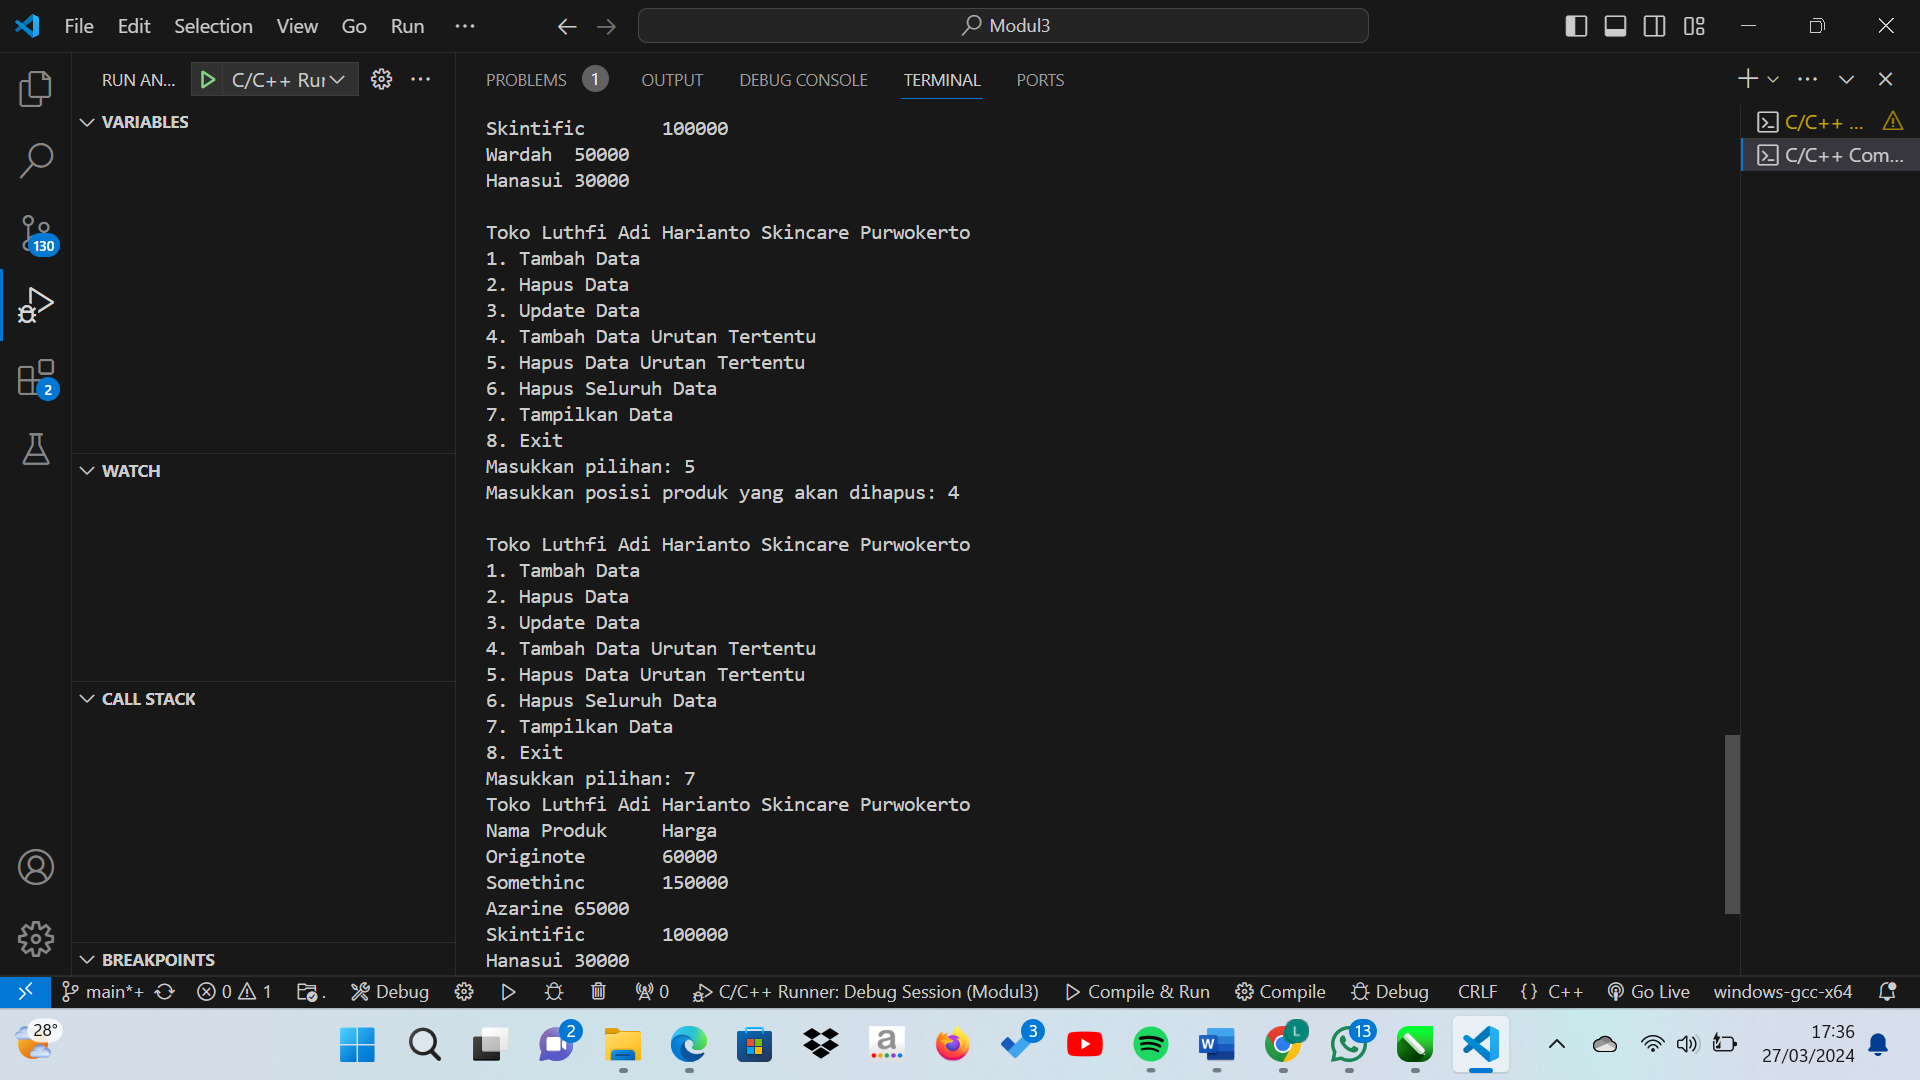 File Edit Selection View Go Run ··· Modul3
RUN AN... C/C++ Rur ···
PROBLEMS 1 OUTPUT DEBUG CONSOLE TERMINAL PORTS
VARIABLES
WATCH
CALL STACK
BREAKPOINTS
130
2
Skintific 100000
Wardah 50000
Hanasui 30000
Toko Luthfi Adi Harianto Skincare Purwokerto
1. Tambah Data
2. Hapus Data
3. Update Data
4. Tambah Data Urutan Tertentu
5. Hapus Data Urutan Tertentu
6. Hapus Seluruh Data
7. Tampilkan Data
8. Exit
Masukkan pilihan: 5
Masukkan posisi produk yang akan dihapus: 4
Toko Luthfi Adi Harianto Skincare Purwokerto
1. Tambah Data
2. Hapus Data
3. Update Data
4. Tambah Data Urutan Tertentu
5. Hapus Data Urutan Tertentu
6. Hapus Seluruh Data
7. Tampilkan Data
8. Exit
Masukkan pilihan: 7
Toko Luthfi Adi Harianto Skincare Purwokerto
Nama Produk Harga
Originote 60000
Somethinc 150000
Azarine 65000
Skintific 100000
Hanasui 30000
C/C++ ...
C/C++ Com...
main*+ 0 1 . Debug 0 C/C++ Runner: Debug Session (Modul3) Compile & Run Compile Debug CRLF {} C++ Go Live windows-gcc-x64
28° 2 a 3 W L 13 17:36
27/03/2024